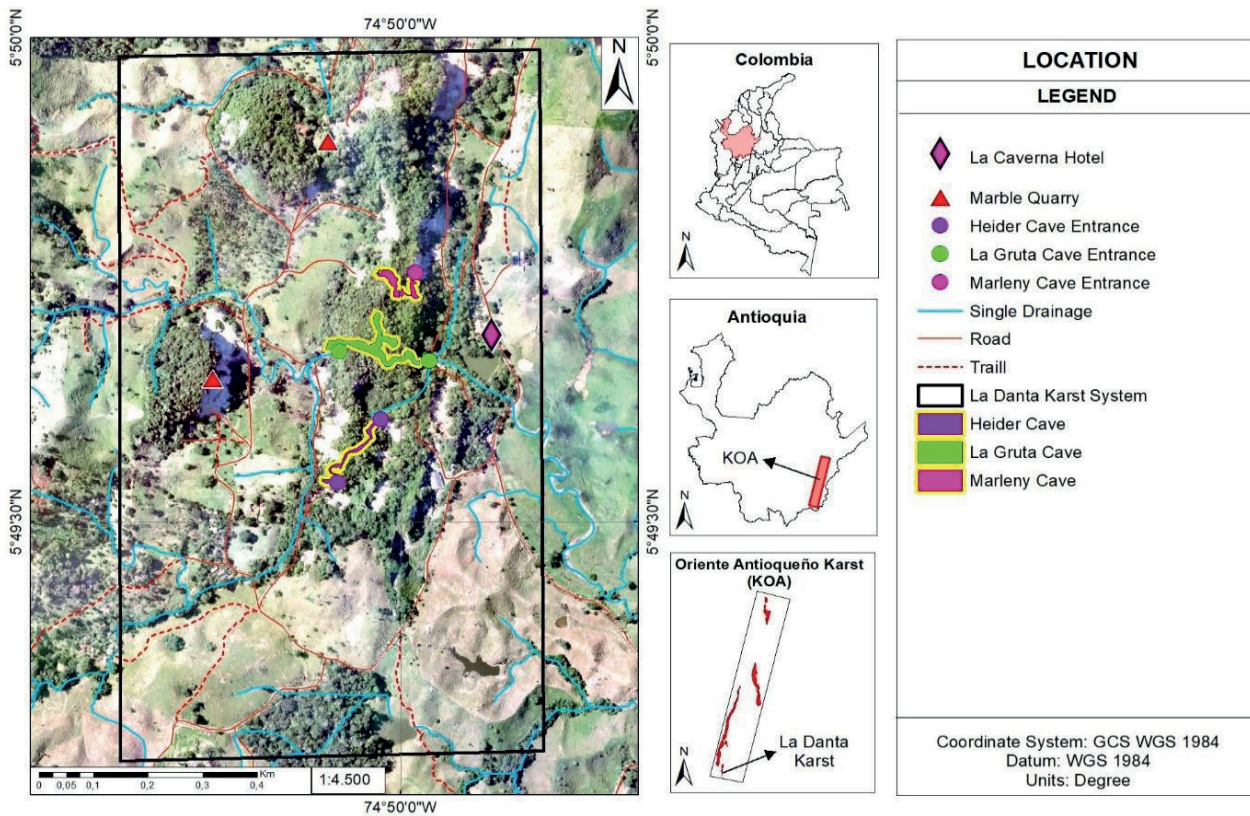 74°50'0"W
5°50'0"N
5°50'0"N
N
5°49'30"N
5°49'30"N
Km
0 0,05 0,1 0,2 0,3 0,4
1:4.500
74°50'0"W
Colombia
N
Antioquia
KOA
N
Oriente Antioqueño Karst
(KOA)
La Danta
Karst
N
LOCATION
LEGEND
La Caverna Hotel
Marble Quarry
Heider Cave Entrance
La Gruta Cave Entrance
Marleny Cave Entrance
Single Drainage
Road
Traill
La Danta Karst System
Heider Cave
La Gruta Cave
Marleny Cave
Coordinate System: GCS WGS 1984
Datum: WGS 1984
Units: Degree